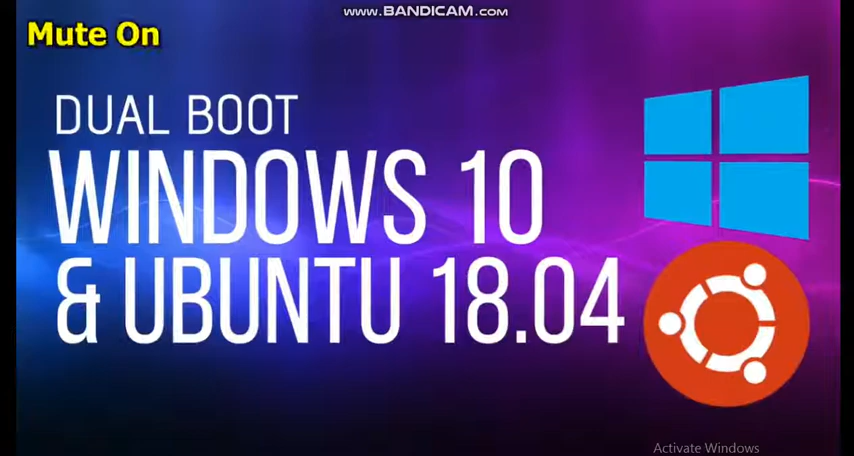 www.BANDICAM.com
Mute On
DUAL BOOT
WINDOWS 10
& UBUNTU 18.04
Activate Windows